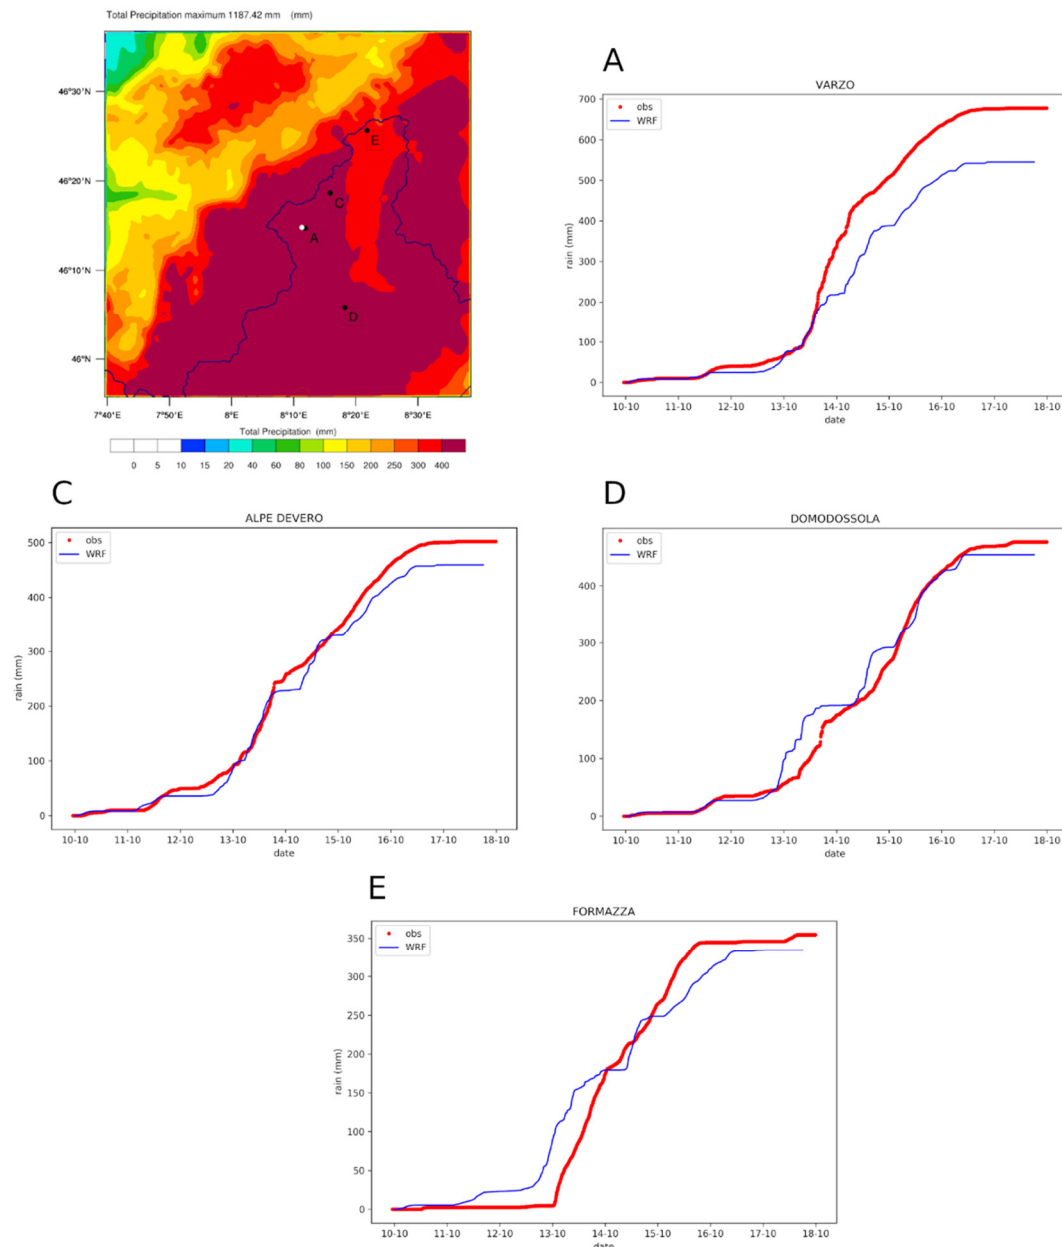 Total Precipitation maximum 1187.42 mm (mm)
46°30'N
46°20'N
46°10'N
46°N
E
C
A
D
7°40'E 7°50'E 8°E 8°10'E 8°20'E 8°30'E
Total Precipitation (mm)
0 5 10 15 20 40 60 80 100 150 200 250 300 400
A
VARZO
obs
WRF
700
600
500
400
300
200
100
0
rain (mm)
10-10 11-10 12-10 13-10 14-10 15-10 16-10 17-10 18-10
date
C
ALPE DEVERO
obs
WRF
500
400
300
200
100
0
rain (mm)
10-10 11-10 12-10 13-10 14-10 15-10 16-10 17-10 18-10
date
D
DOMODOSSOLA
obs
WRF
400
300
200
100
0
rain (mm)
10-10 11-10 12-10 13-10 14-10 15-10 16-10 17-10 18-10
date
E
FORMAZZA
obs
WRF
350
300
250
200
150
100
50
0
rain (mm)
10-10 11-10 12-10 13-10 14-10 15-10 16-10 17-10 18-10
date